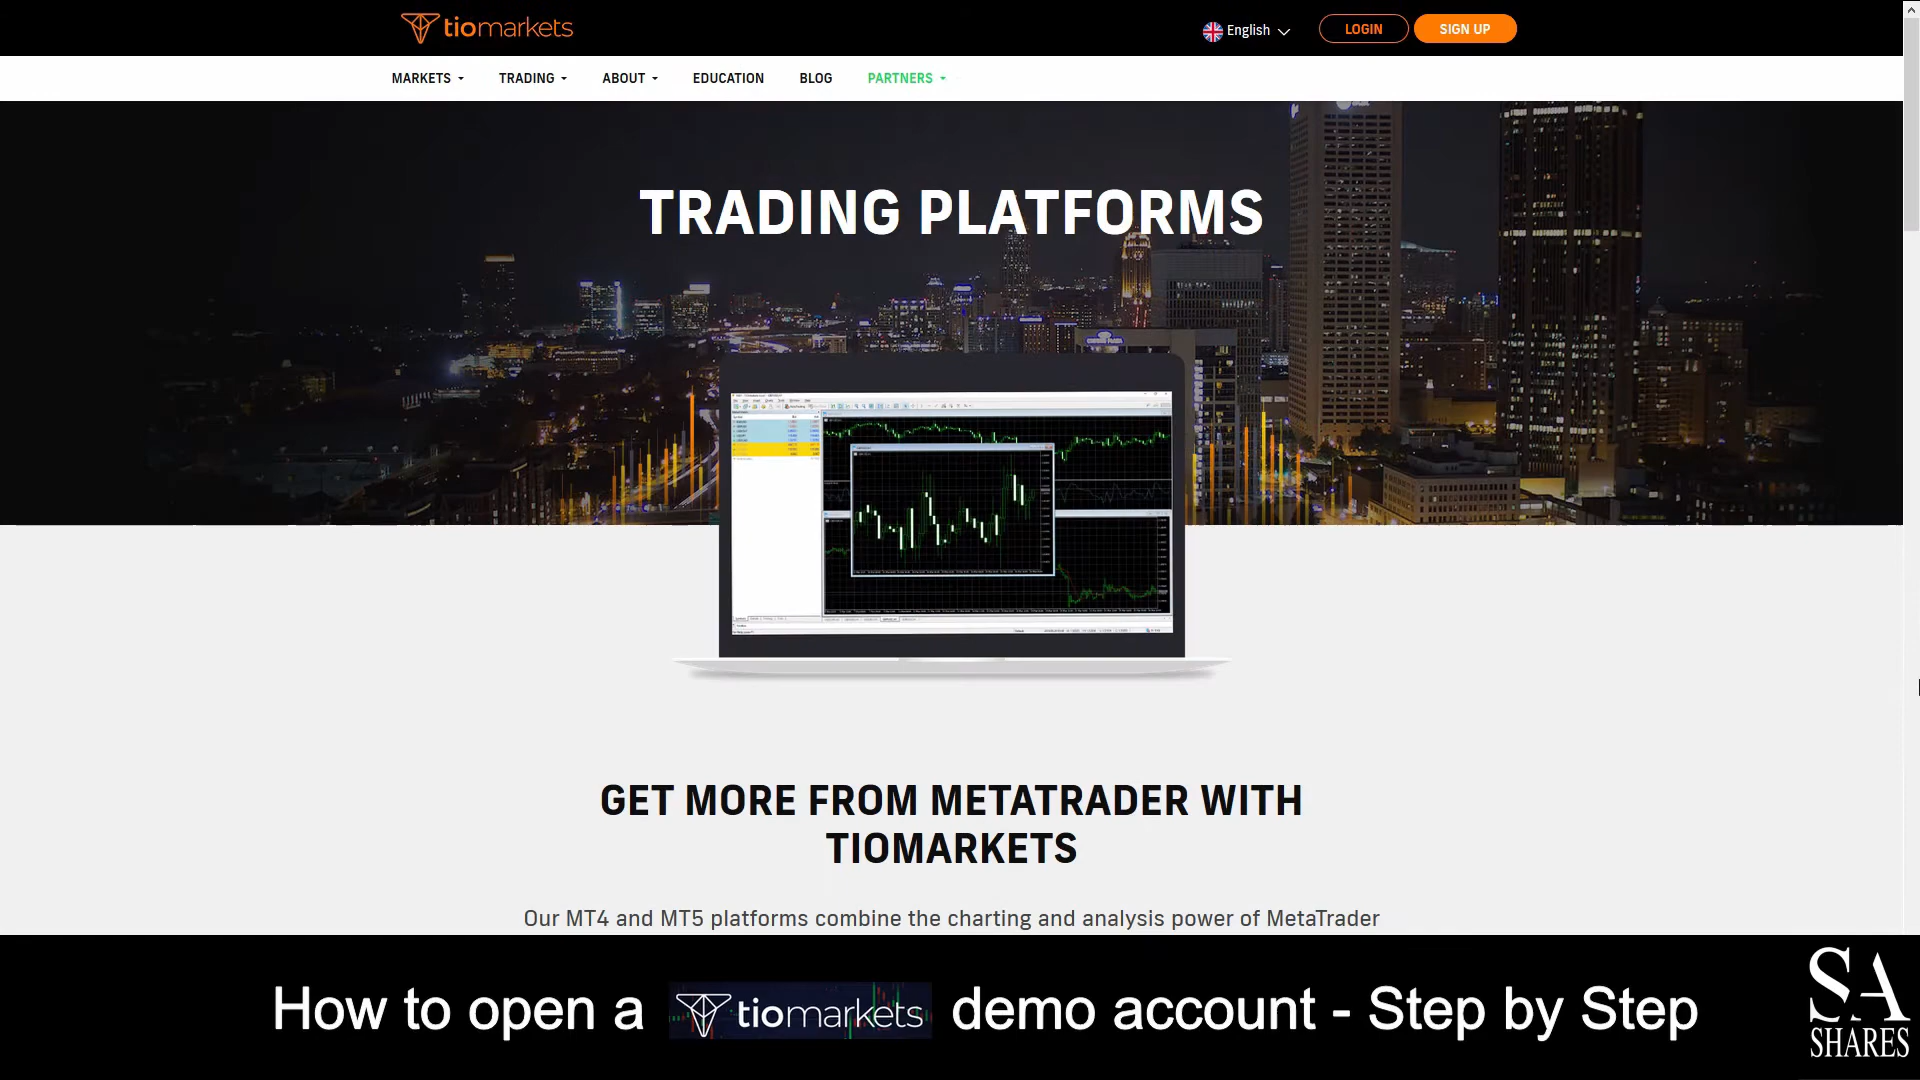 tiomarkets
English
LOGIN
SIGN UP
MARKETS
TRADING
ABOUT
EDUCATION
BLOG
PARTNERS
TRADING PLATFORMS
GET MORE FROM METATRADER WITH
TIOMARKETS
Our MT4 and MT5 platforms combine the charting and analysis power of MetaTrader
How to open a tiomarkets demo account - Step by Step
SA
SHARES